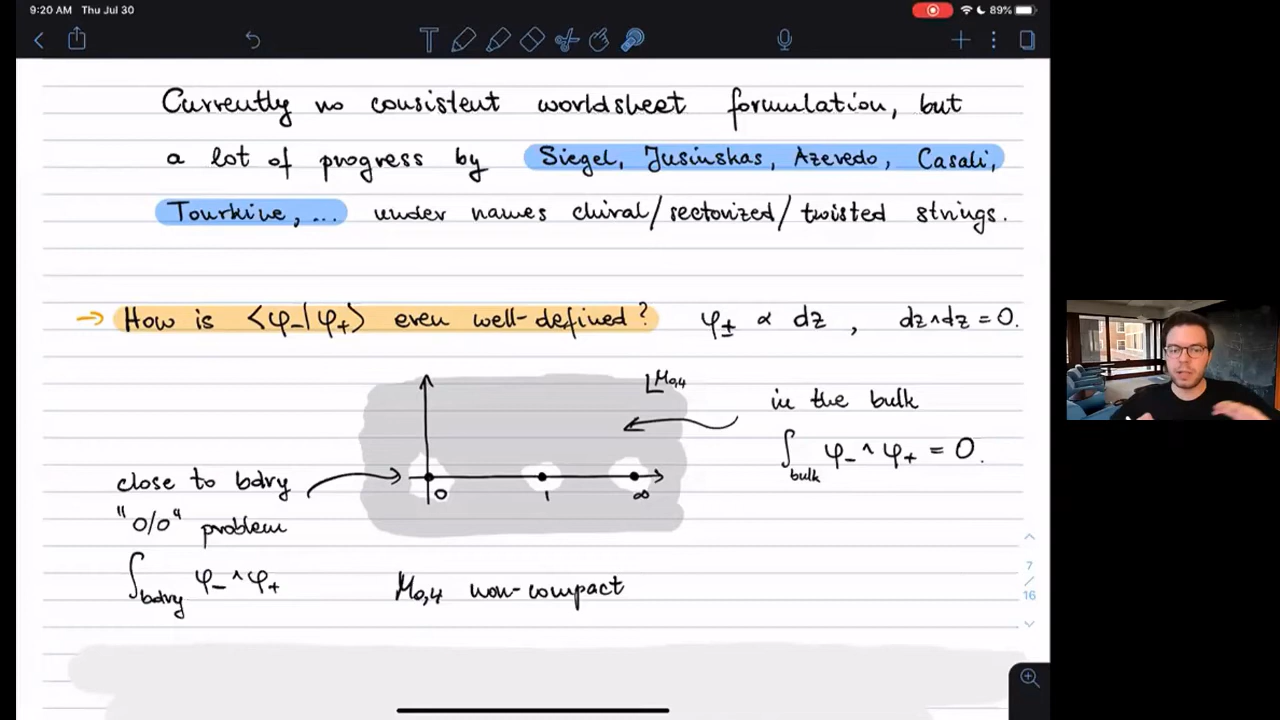 9:20 AM Thu Jul 30
89%
Currently no consistent worldsheet formulation, but
a lot of progress by Siegel, Jusinskas, Azevedo, Casali,
Tourkine, ... under names chiral/sectorized/twisted strings.
→ How is ⟨φ₋|φ₊⟩ even well-defined? φ± ∝ dz , dz∧dz = 0.
M₀,₄
in the bulk
∫bulk φ₋ ∧ φ₊ = 0.
close to bdry
"0/0" problem
∫bdry φ₋ ∧ φ₊
0 1 ∞
M₀,₄ non-compact
7
/
16